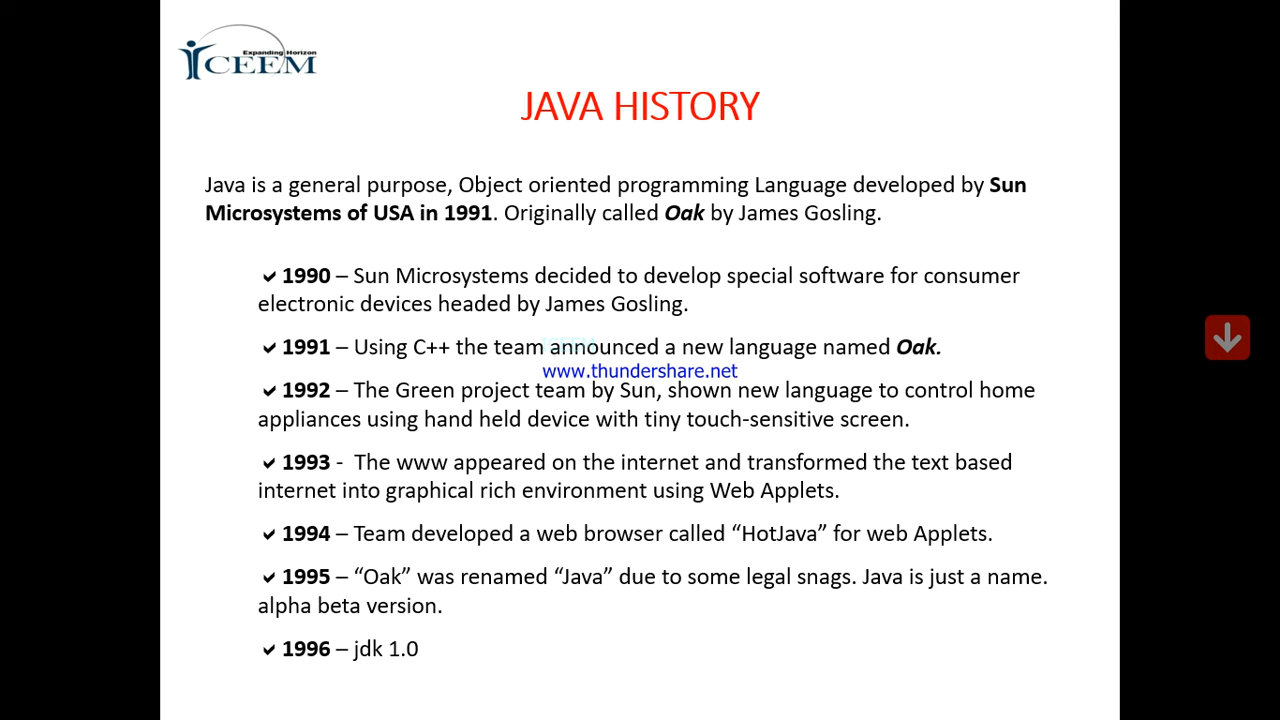 Expanding Horizon
ICEEM
JAVA HISTORY
Java is a general purpose, Object oriented programming Language developed by Sun
Microsystems of USA in 1991. Originally called Oak by James Gosling.
1990 – Sun Microsystems decided to develop special software for consumer
electronic devices headed by James Gosling.
1991 – Using C++ the team announced a new language named Oak.
www.thundershare.net
1992 – The Green project team by Sun, shown new language to control home
appliances using hand held device with tiny touch-sensitive screen.
1993 - The www appeared on the internet and transformed the text based
internet into graphical rich environment using Web Applets.
1994 – Team developed a web browser called “HotJava” for web Applets.
1995 – “Oak” was renamed “Java” due to some legal snags. Java is just a name.
alpha beta version.
1996 – jdk 1.0